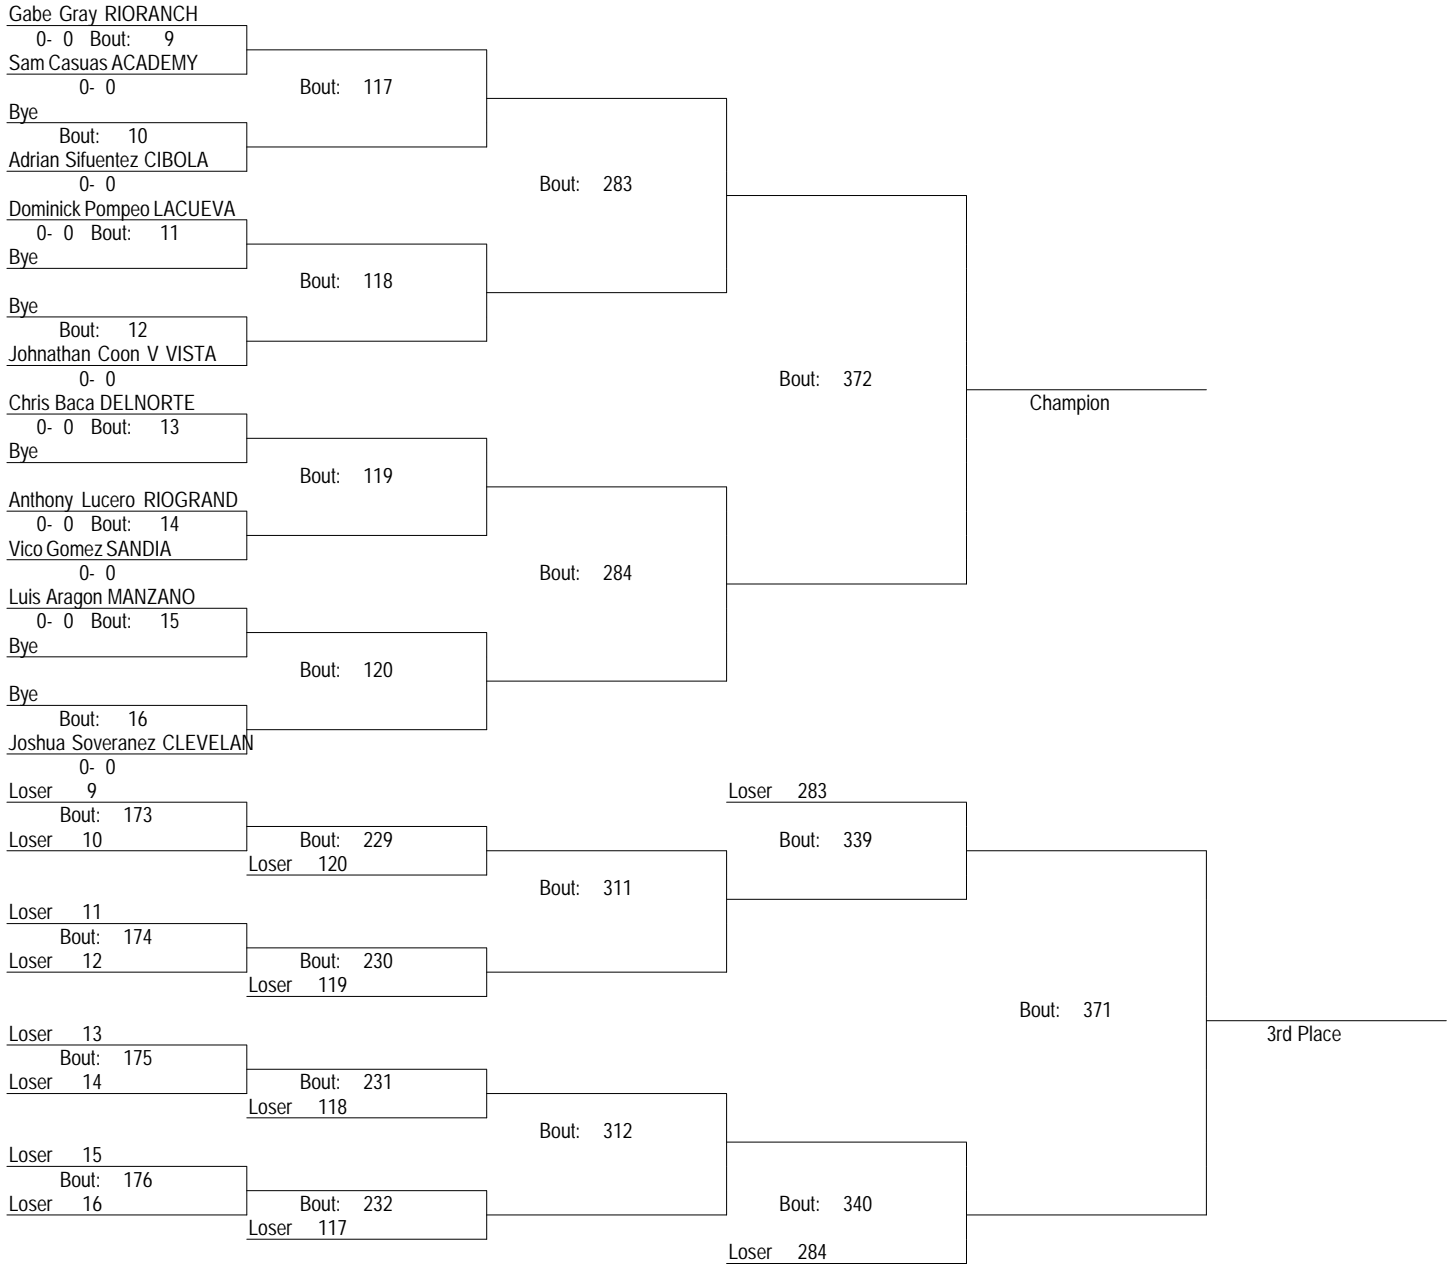 Gabe Gray RIORANCH
0- 0 Bout: 9
Sam Casuas ACADEMY
0- 0
Bout: 117
Bye
Bout: 10
Adrian Sifuentez CIBOLA
0- 0
Bout: 283
Dominick Pompeo LACUEVA
0- 0 Bout: 11
Bye
Bout: 118
Bye
Bout: 12
Johnathan Coon V VISTA
0- 0
Bout: 372
Champion
Chris Baca DELNORTE
0- 0 Bout: 13
Bye
Bout: 119
Anthony Lucero RIOGRAND
0- 0 Bout: 14
Vico Gomez SANDIA
0- 0
Bout: 284
Luis Aragon MANZANO
0- 0 Bout: 15
Bye
Bout: 120
Bye
Bout: 16
Joshua Soveranez CLEVELAN
0- 0
Loser 9
Loser 283
Bout: 173
Loser 10
Bout: 229
Bout: 339
Loser 120
Bout: 311
Loser 11
Bout: 174
Loser 12
Bout: 230
Loser 119
Bout: 371
Loser 13
3rd Place
Bout: 175
Loser 14
Bout: 231
Loser 118
Bout: 312
Loser 15
Bout: 176
Loser 16
Bout: 232
Bout: 340
Loser 117
Loser 284